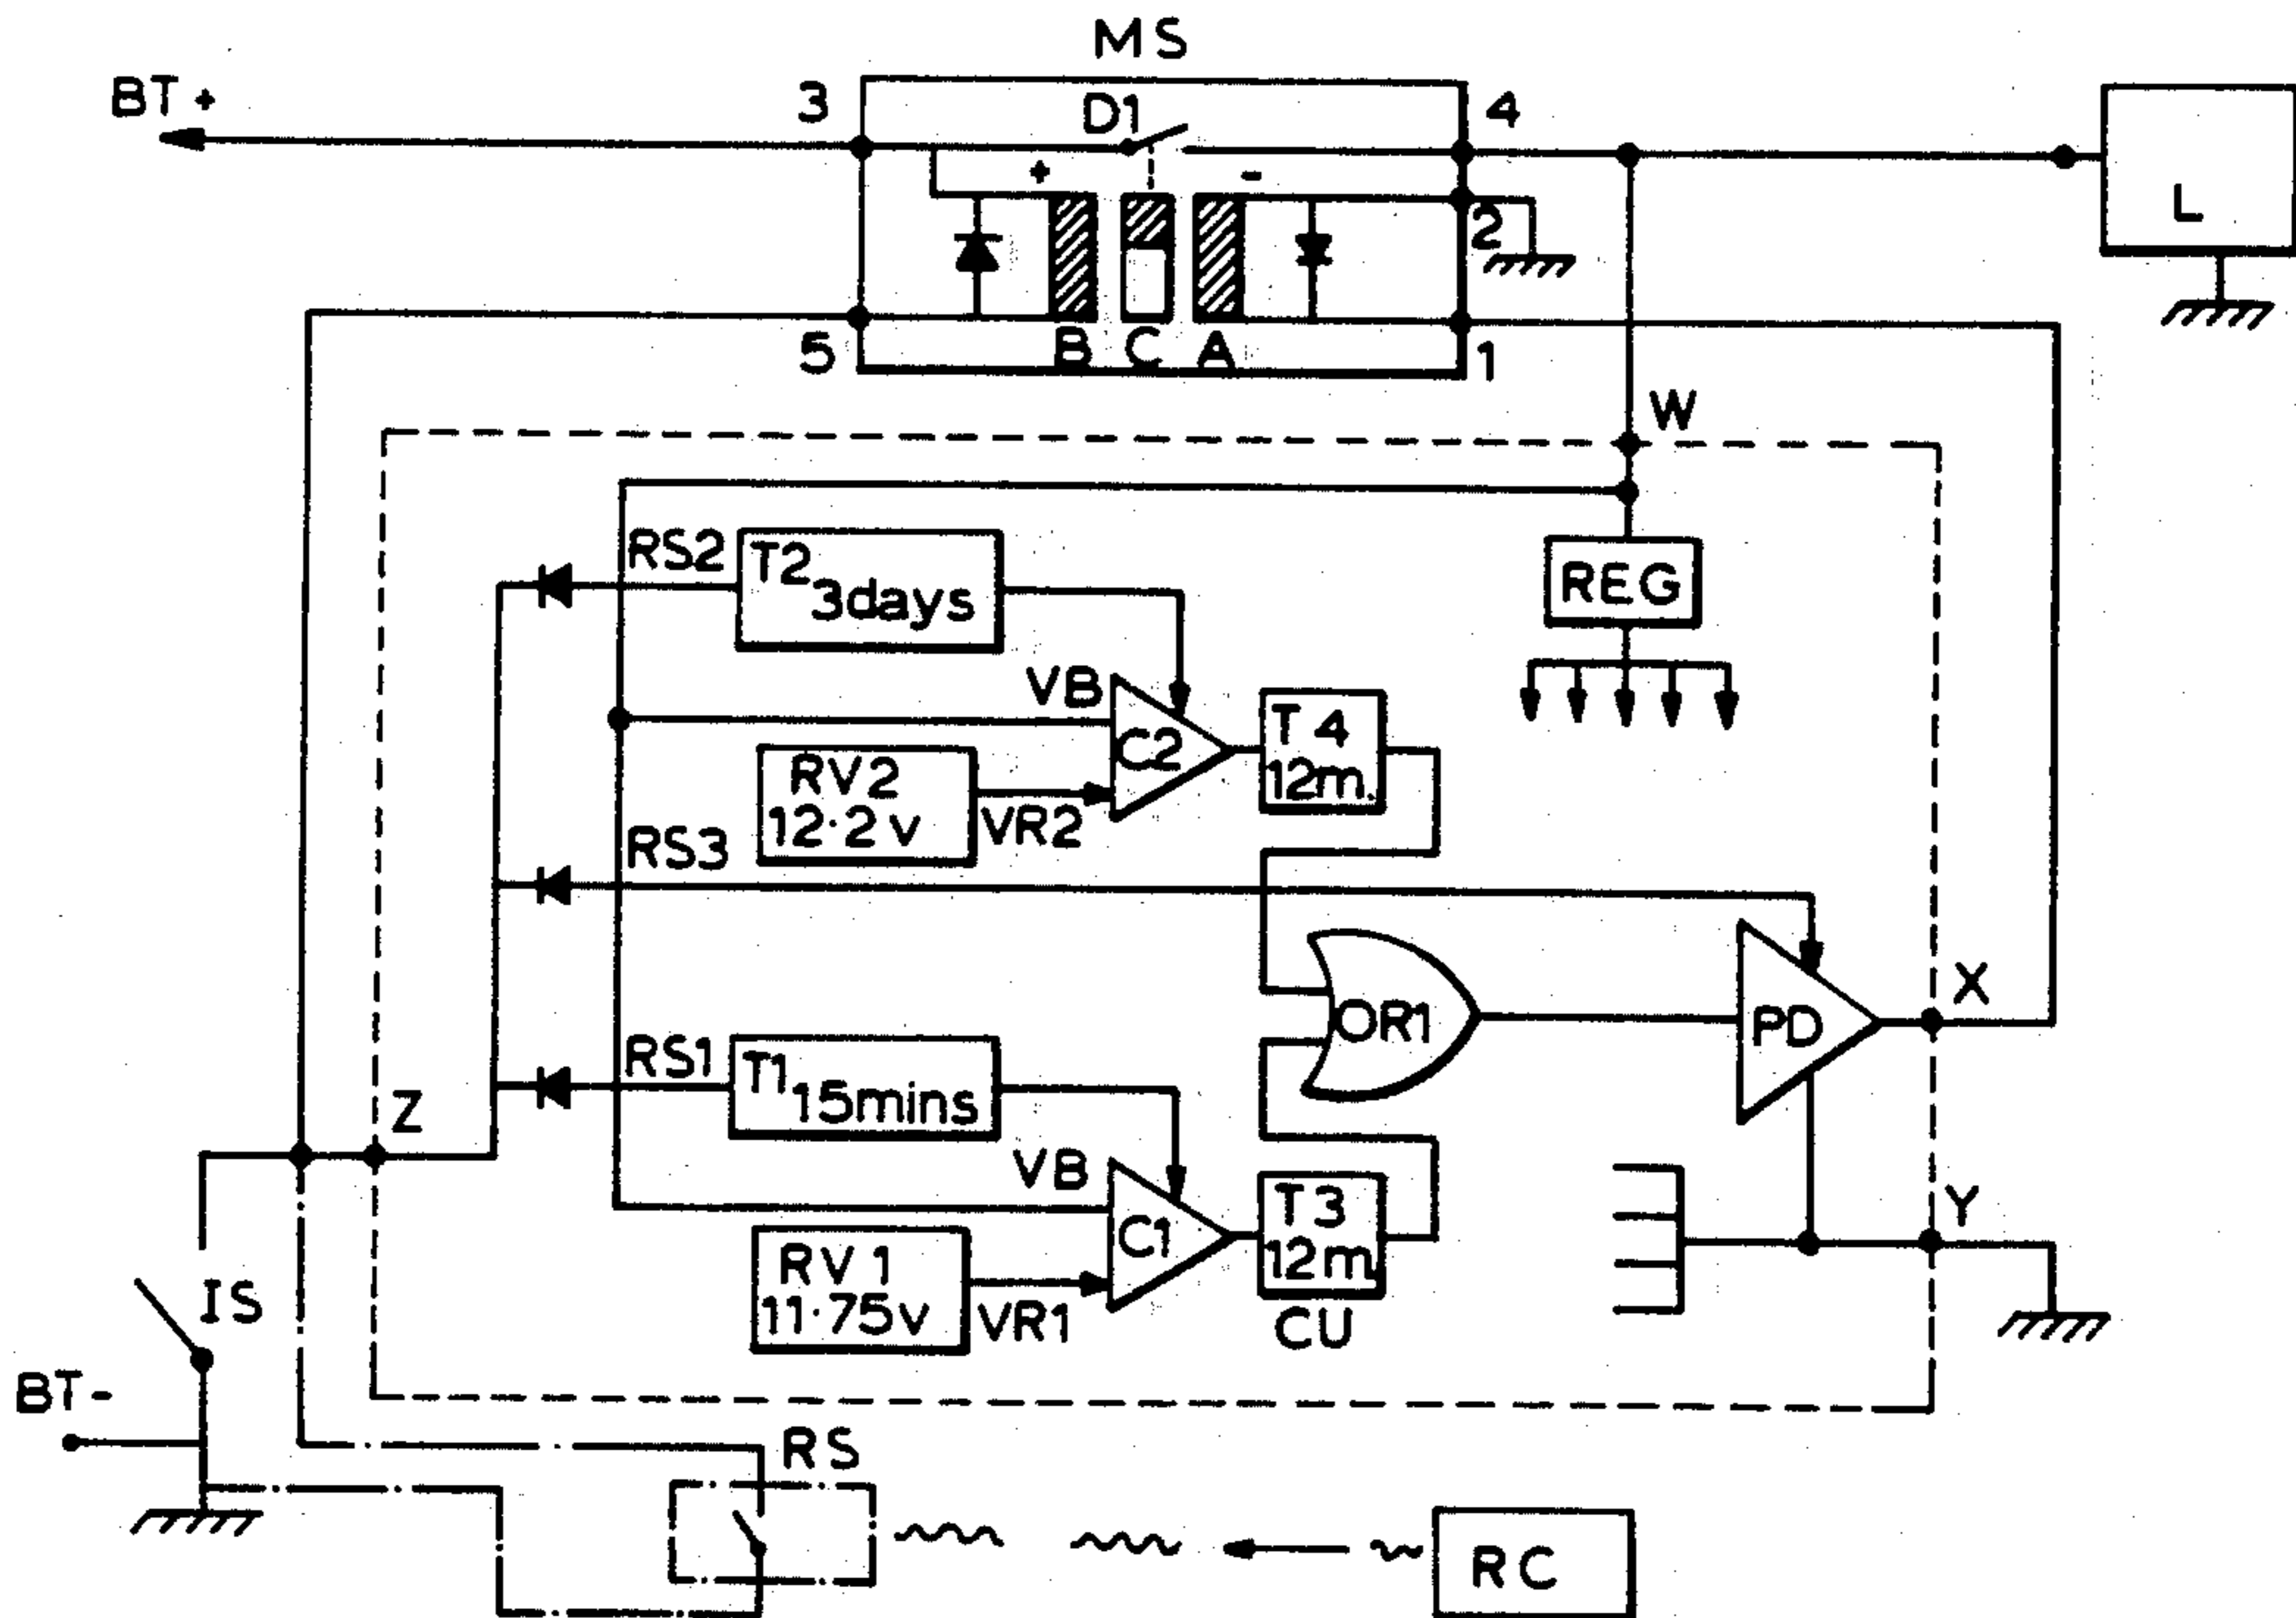 MS
BT +
3
D1
4
+
-
2
L
5
B
C
A
1
W
RS2
T2
3days
REG
VB
C2
T4
12m.
RV2
12·2v
VR2
RS3
OR1
PD
X
RS1
T1
15mins
Z
VB
C1
T3
12m
Y
RV1
11·75v
VR1
CU
IS
BT-
RS
RC